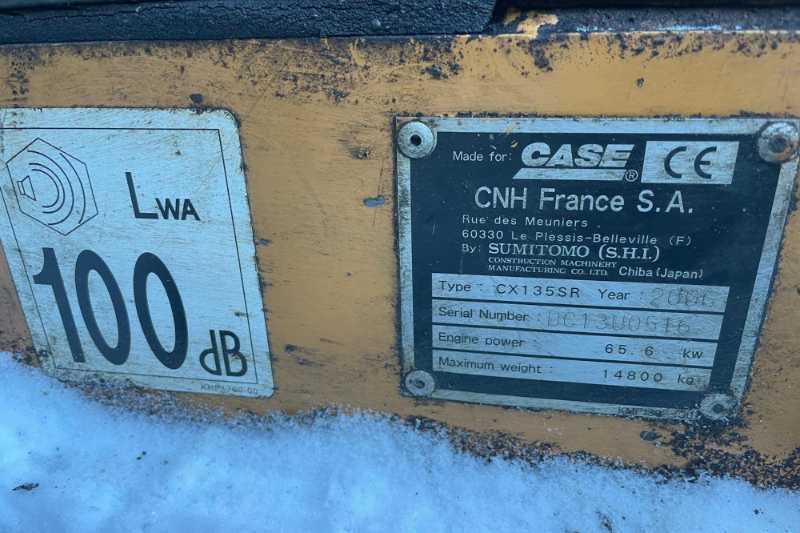 LWA
100
dB
Made for: CASE® CE
CNH France S.A.
Rue des Meuniers
60330 Le Plessis-Belleville (F)
By: SUMITOMO (S.H.I.)
CONSTRUCTION MACHINERY
MANUFACTURING CO. LTD. Chiba (Japan)
Type: CX135SR Year:
Serial Number:
Engine power: 65.6 kw
Maximum weight: 14800 kg